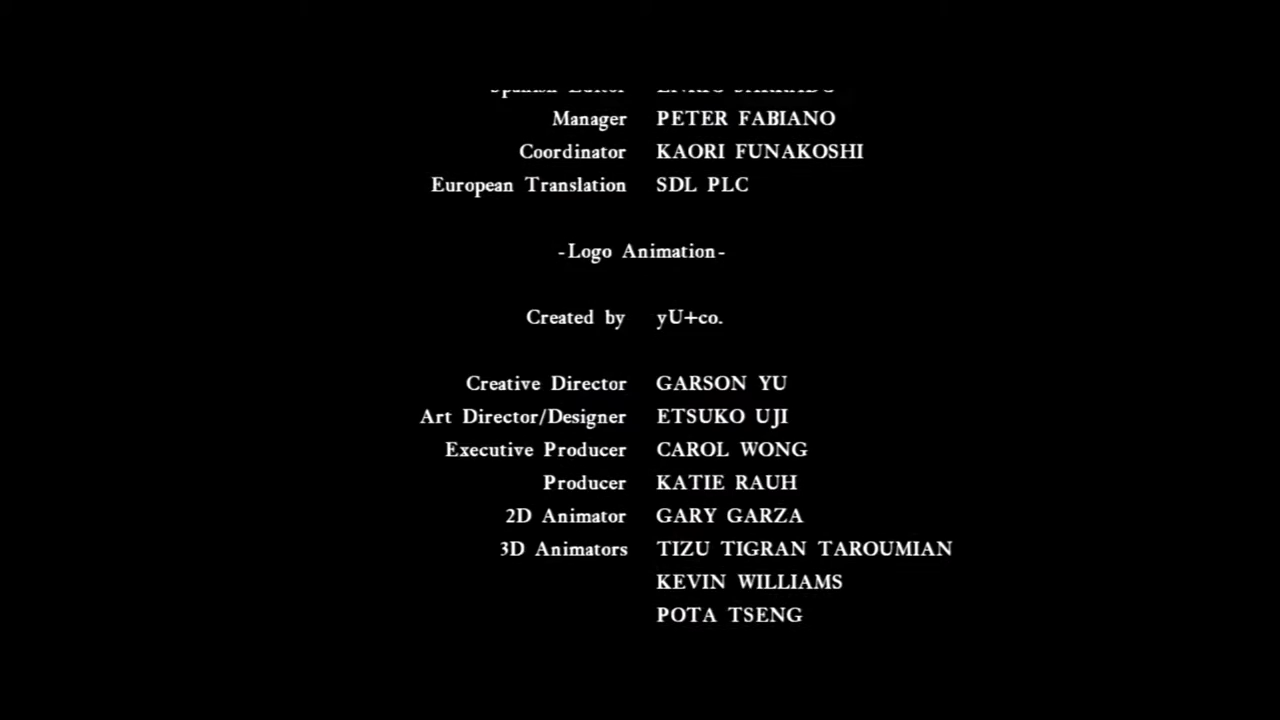 Spanish Editor
Manager PETER FABIANO
Coordinator KAORI FUNAKOSHI
European Translation SDL PLC
-Logo Animation-
Created by yU+co.
Creative Director GARSON YU
Art Director/Designer ETSUKO UJI
Executive Producer CAROL WONG
Producer KATIE RAUH
2D Animator GARY GARZA
3D Animators TIZU TIGRAN TAROUMIAN
KEVIN WILLIAMS
POTA TSENG